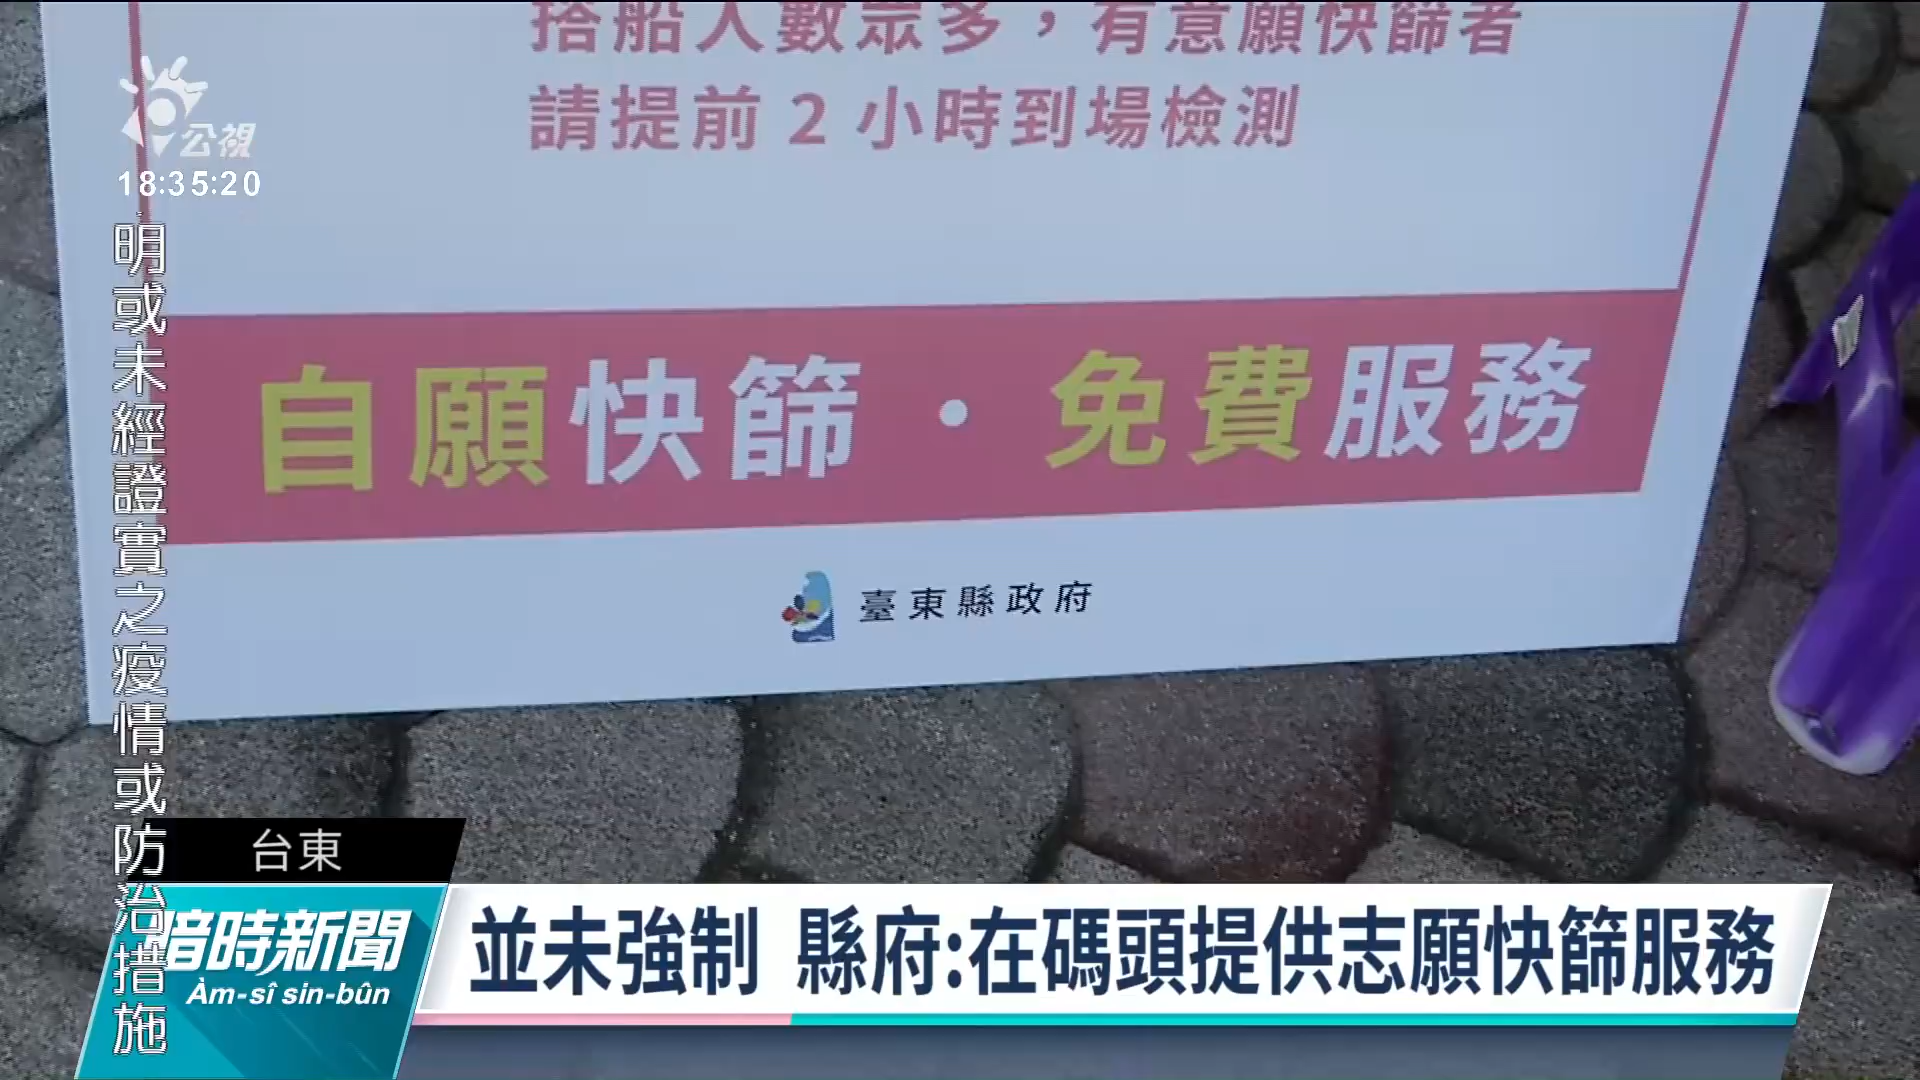 搭船人數眾多，有意願快篩者
請提前 2 小時到場檢測
公視
18:35:20
明或未經證實之疫情或防治措施
自願快篩・免費服務
臺東縣政府
台東
暗時新聞
Àm-sî sin-bûn
並未強制 縣府:在碼頭提供志願快篩服務